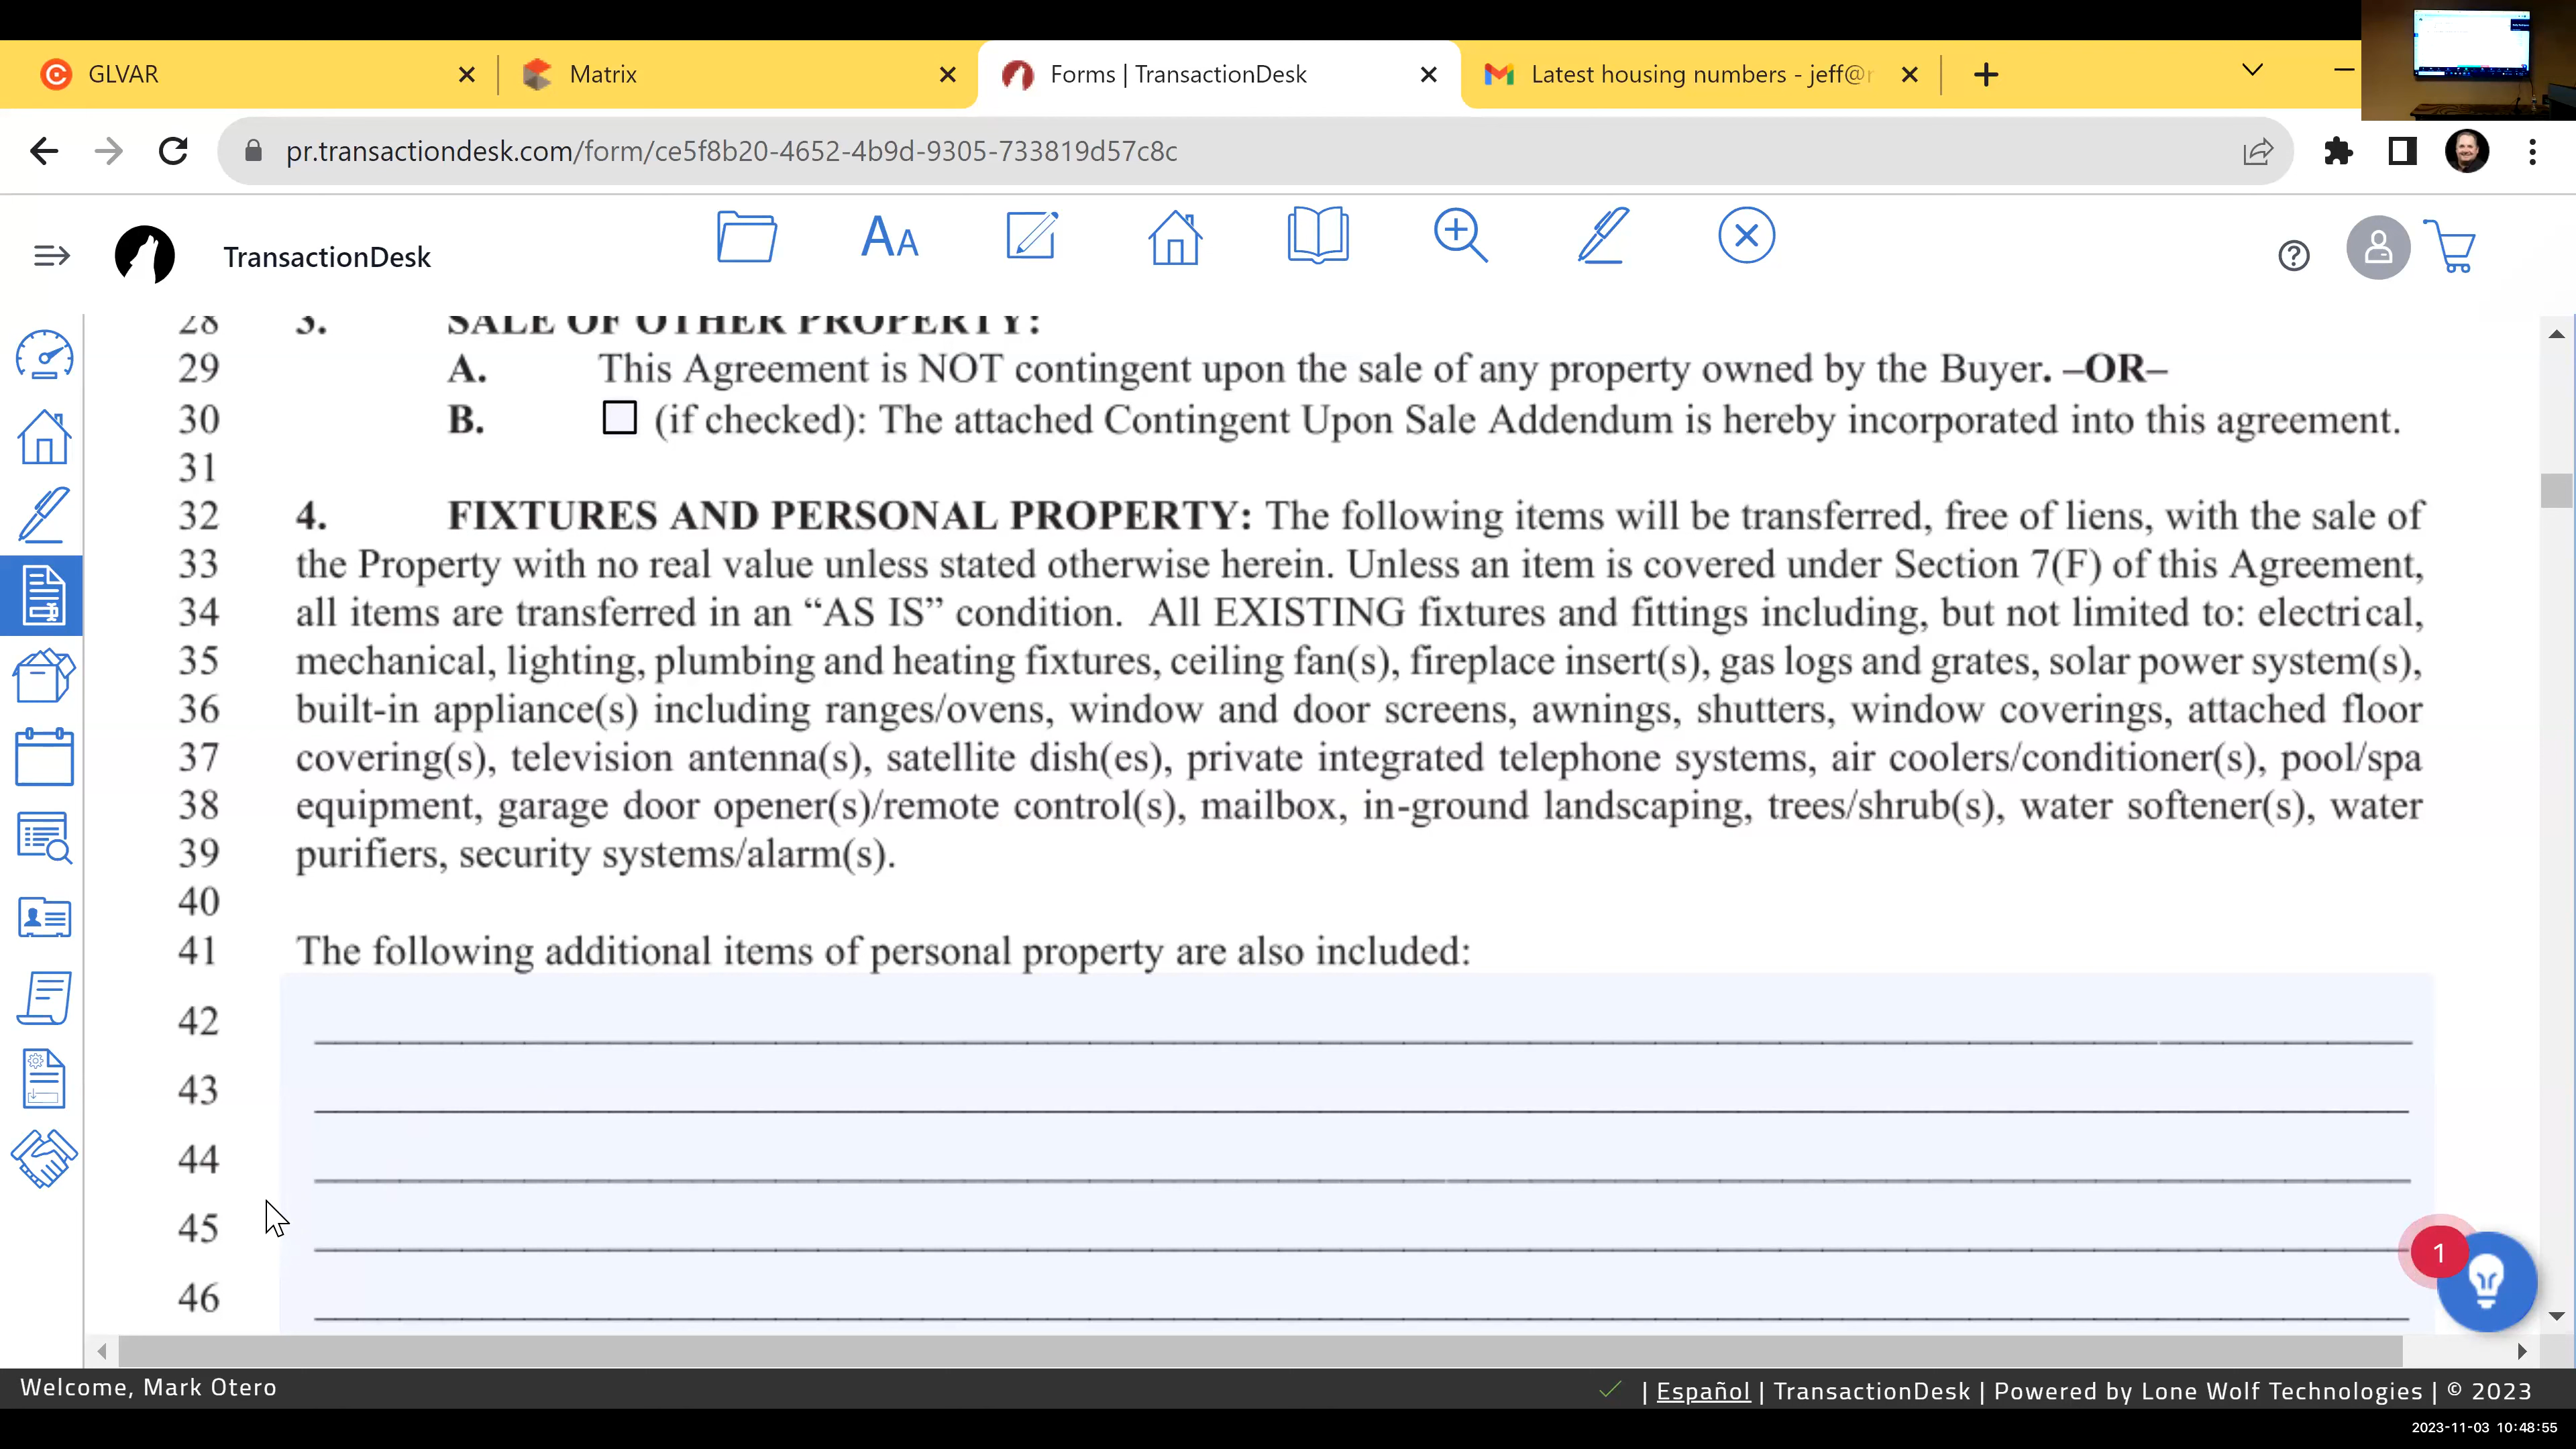 GLVAR
Matrix
Forms | TransactionDesk
Latest housing numbers - jeff@r
pr.transactiondesk.com/form/ce5f8b20-4652-4b9d-9305-733819d57c8c
TransactionDesk
28 3. SALE OF OTHER PROPERTY:
29 A. This Agreement is NOT contingent upon the sale of any property owned by the Buyer. –OR–
30 B. (if checked): The attached Contingent Upon Sale Addendum is hereby incorporated into this agreement.
31
32 4. FIXTURES AND PERSONAL PROPERTY: The following items will be transferred, free of liens, with the sale of
33 the Property with no real value unless stated otherwise herein. Unless an item is covered under Section 7(F) of this Agreement,
34 all items are transferred in an “AS IS” condition. All EXISTING fixtures and fittings including, but not limited to: electrical,
35 mechanical, lighting, plumbing and heating fixtures, ceiling fan(s), fireplace insert(s), gas logs and grates, solar power system(s),
36 built-in appliance(s) including ranges/ovens, window and door screens, awnings, shutters, window coverings, attached floor
37 covering(s), television antenna(s), satellite dish(es), private integrated telephone systems, air coolers/conditioner(s), pool/spa
38 equipment, garage door opener(s)/remote control(s), mailbox, in-ground landscaping, trees/shrub(s), water softener(s), water
39 purifiers, security systems/alarm(s).
40
41 The following additional items of personal property are also included:
42
43
44
45
46
1
Welcome, Mark Otero
| Español | TransactionDesk | Powered by Lone Wolf Technologies | © 2023
2023-11-03 10:48:55